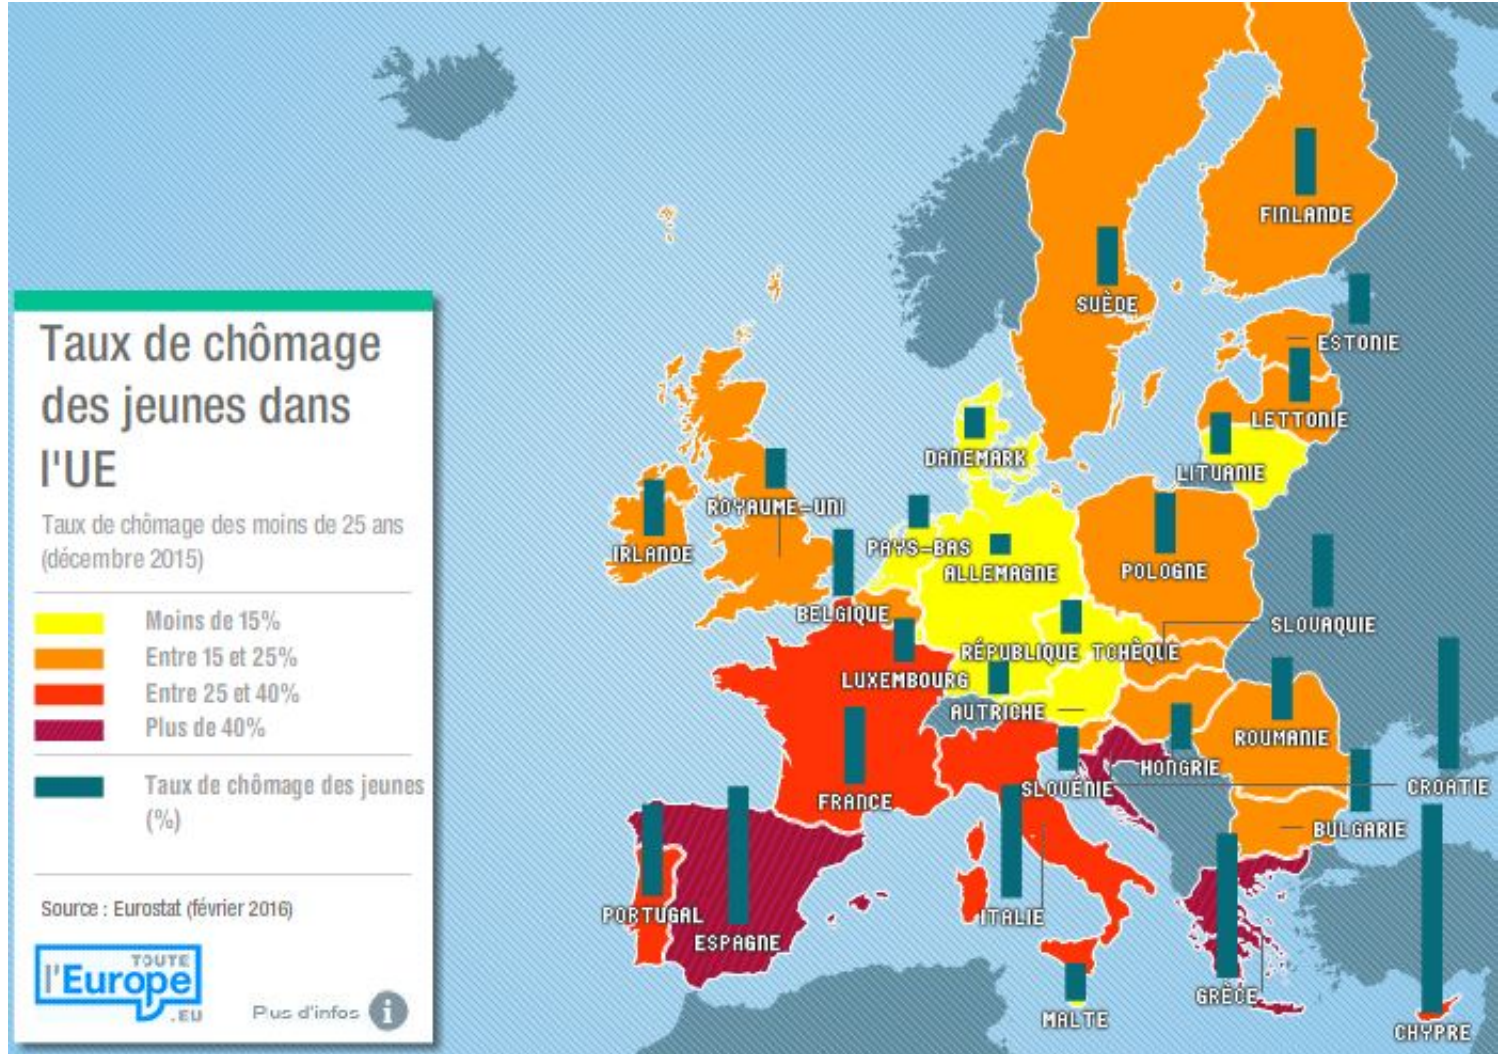 Taux de chômage
des jeunes dans
l'UE
Taux de chômage des moins de 25 ans
(décembre 2015)
Moins de 15%
Entre 15 et 25%
Entre 25 et 40%
Plus de 40%
Taux de chômage des jeunes
(%)
Source : Eurostat (février 2016)
TOUTE
l'Europe
.EU
Plus d'infos
i
FINLANDE
SUÈDE
ESTONIE
LETTONIE
DANEMARK
LITUANIE
ROYAUME-UNI
IRLANDE
PAYS-BAS
ALLEMAGNE
POLOGNE
BELGIQUE
SLOVAQUIE
RÉPUBLIQUE TCHÈQUE
LUXEMBOURG
AUTRICHE
ROUMANIE
HONGRIE
SLOVÉNIE
CROATIE
FRANCE
BULGARIE
PORTUGAL
ITALIE
ESPAGNE
GRÈCE
MALTE
CHYPRE